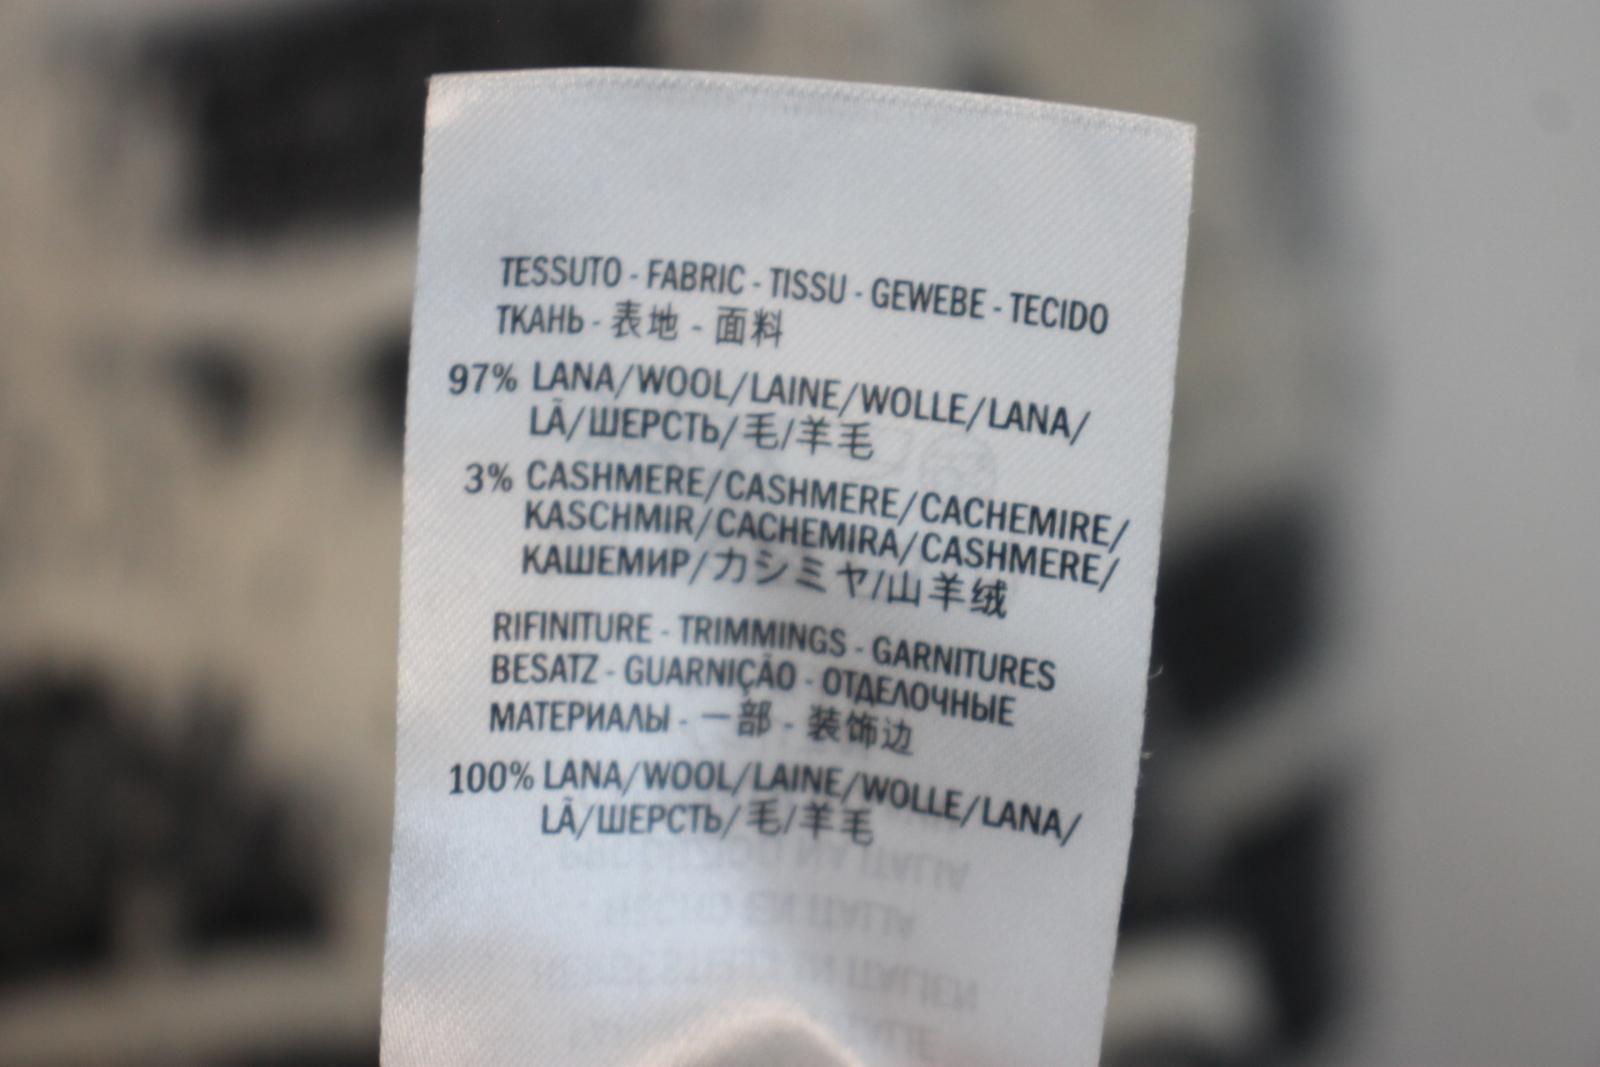 TESSUTO - FABRIC - TISSU - GEWEBE - TECIDO
ТКАНЬ - 表地 - 面料
97% LANA/WOOL/LAINE/WOLLE/LANA/
LÃ/ШЕРСТЬ/毛/羊毛
3% CASHMERE/CASHMERE/CACHEMIRE/
KASCHMIR/CACHEMIRA/CASHMERE/
КАШЕМИР/カシミヤ/山羊绒
RIFINITURE - TRIMMINGS - GARNITURES
BESATZ - GUARNIÇÃO - ОТДЕЛОЧНЫЕ
МАТЕРИАЛЫ - 一部 - 装饰边
100% LANA/WOOL/LAINE/WOLLE/LANA/
LÃ/ШЕРСТЬ/毛/羊毛